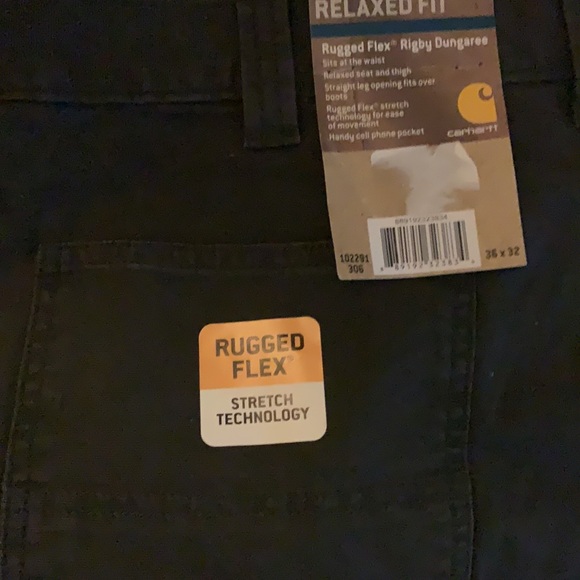 RELAXED FIT
Rugged Flex® Rigby Dungaree
Sits at the waist
Relaxed seat and thigh
Straight leg opening fits over
boots
Rugged Flex® stretch
technology for ease
of movement
Handy cell phone pocket
carhartt
102291
306
36 x 32
RUGGED
FLEX®
STRETCH
TECHNOLOGY